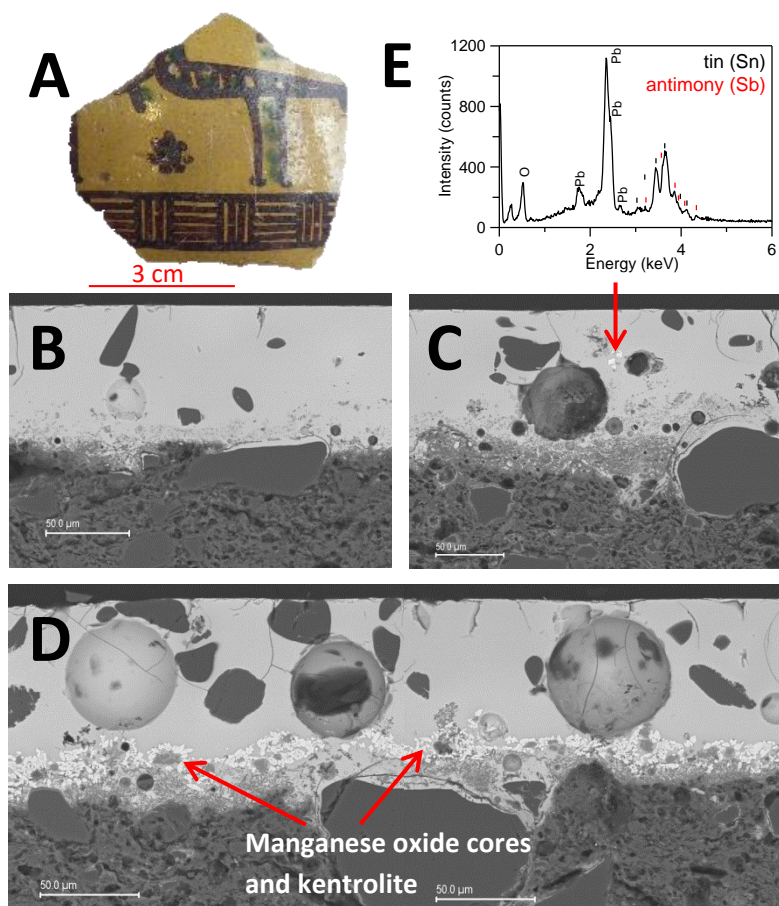 A
3 cm
E
1200
800
400
0
Intensity (counts)
tin (Sn)
antimony (Sb)
Pb
Pb
O
Pb
Pb
0 2 4 6
Energy (keV)
B
50.0 µm
C
50.0 µm
D
Manganese oxide cores
and kentrolite
50.0 µm
50.0 µm